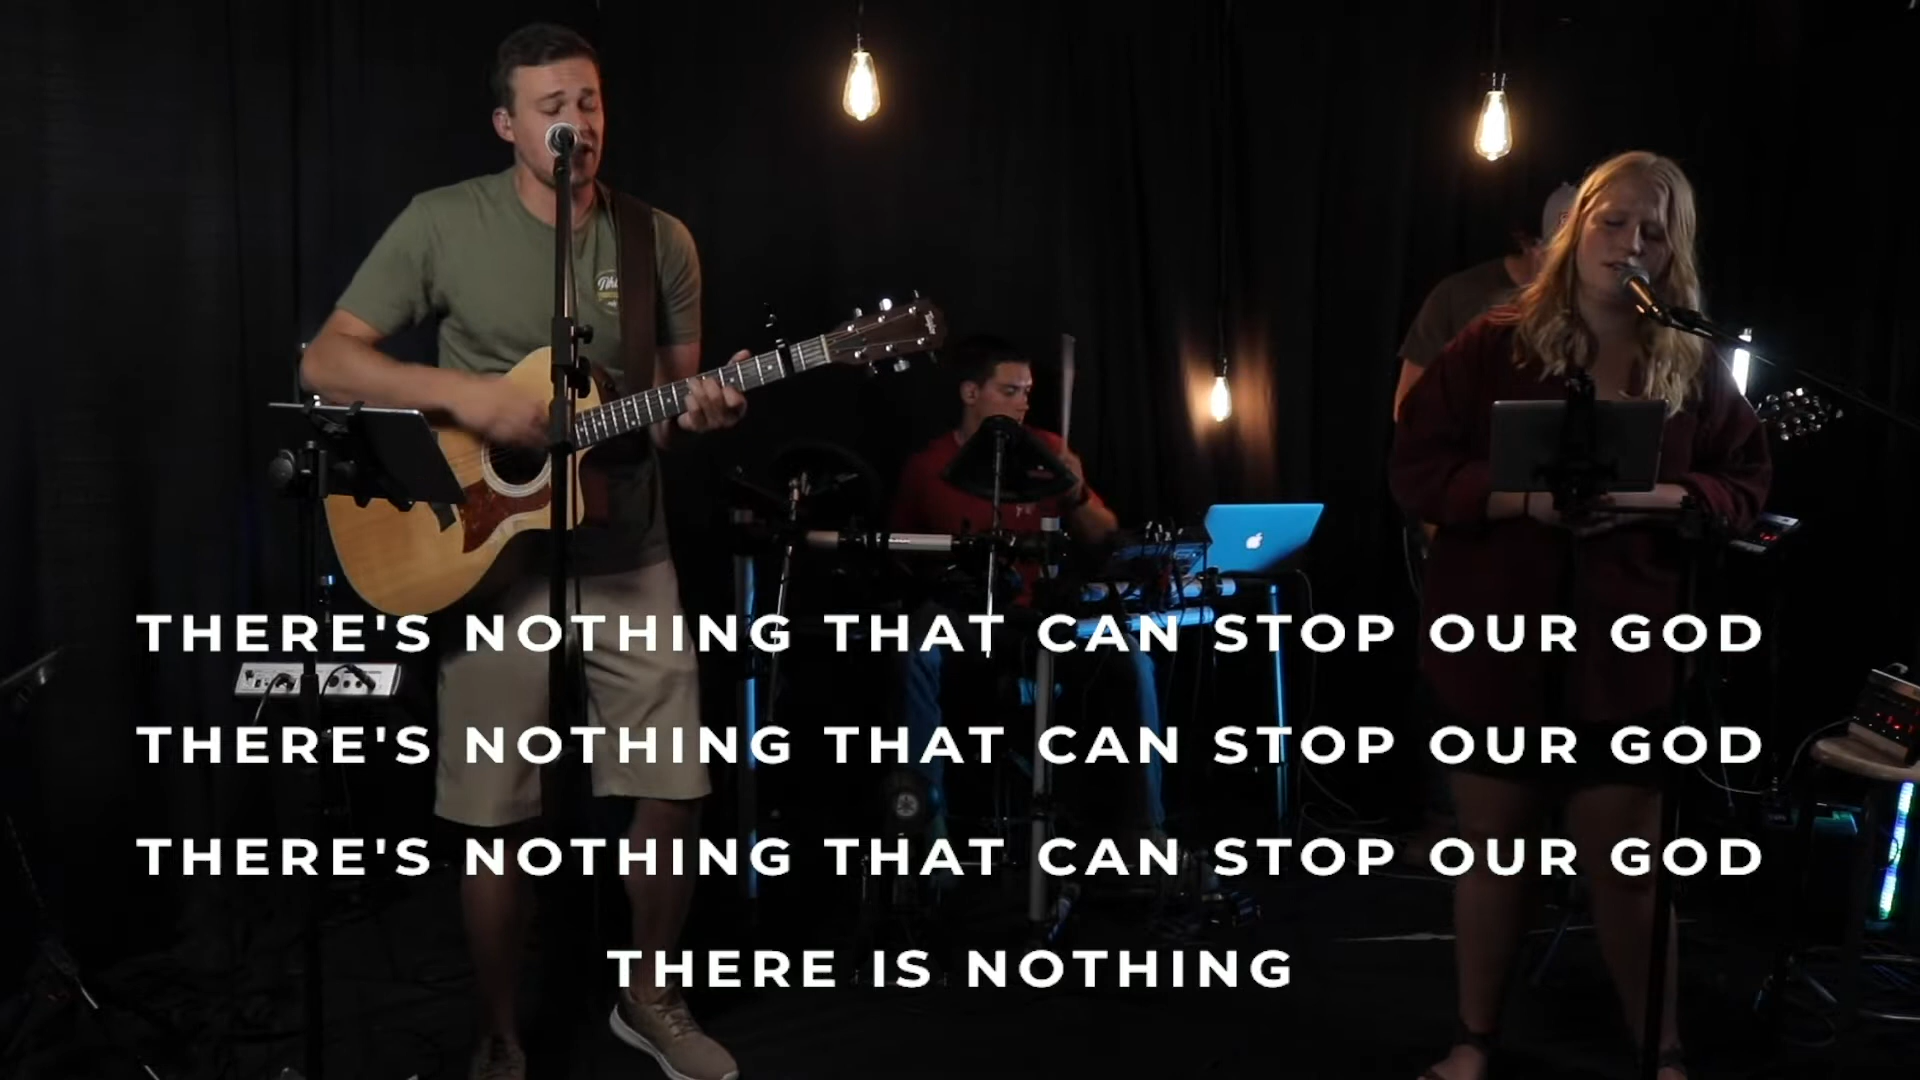 THERE'S NOTHING THAT CAN STOP OUR GOD
THERE'S NOTHING THAT CAN STOP OUR GOD
THERE'S NOTHING THAT CAN STOP OUR GOD
THERE IS NOTHING
Taylor